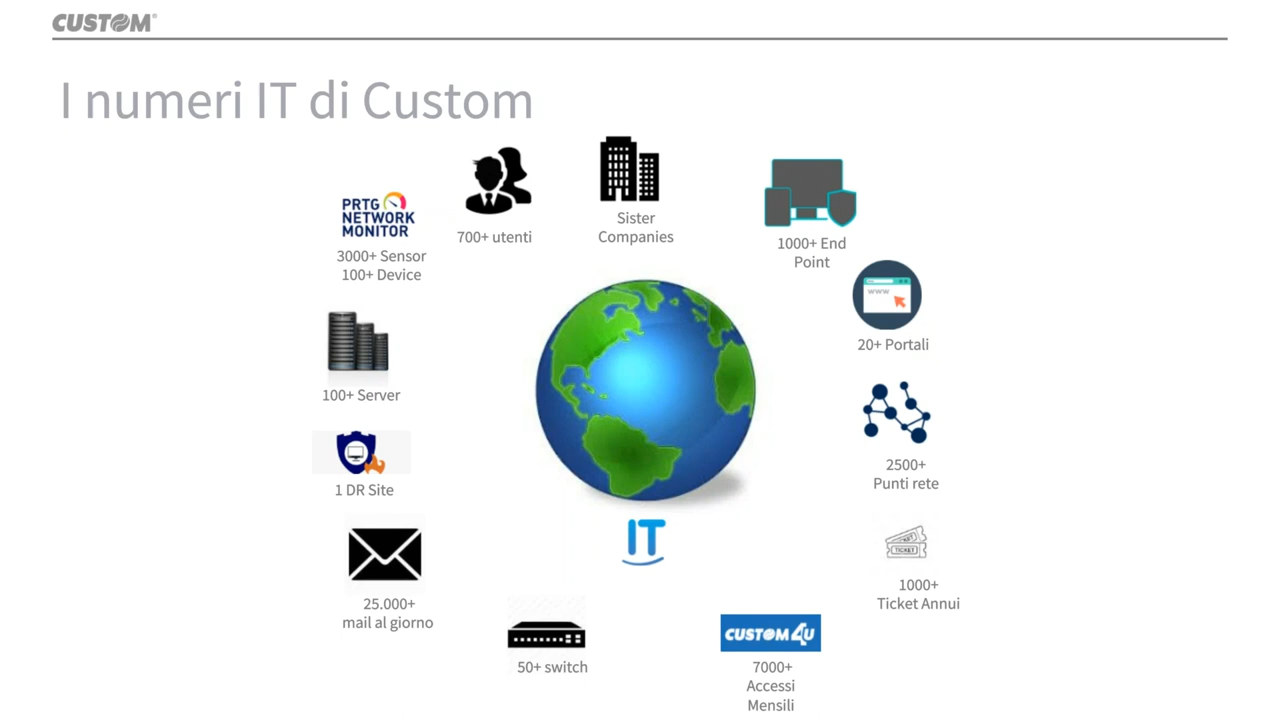 CUSTOM®
I numeri IT di Custom
PRTG
NETWORK
MONITOR
3000+ Sensor
100+ Device
700+ utenti
Sister
Companies
1000+ End
Point
www
20+ Portali
100+ Server
2500+
Punti rete
1 DR Site
IT
TICKET
1000+
Ticket Annui
25.000+
mail al giorno
50+ switch
CUSTOM4U
7000+
Accessi
Mensili